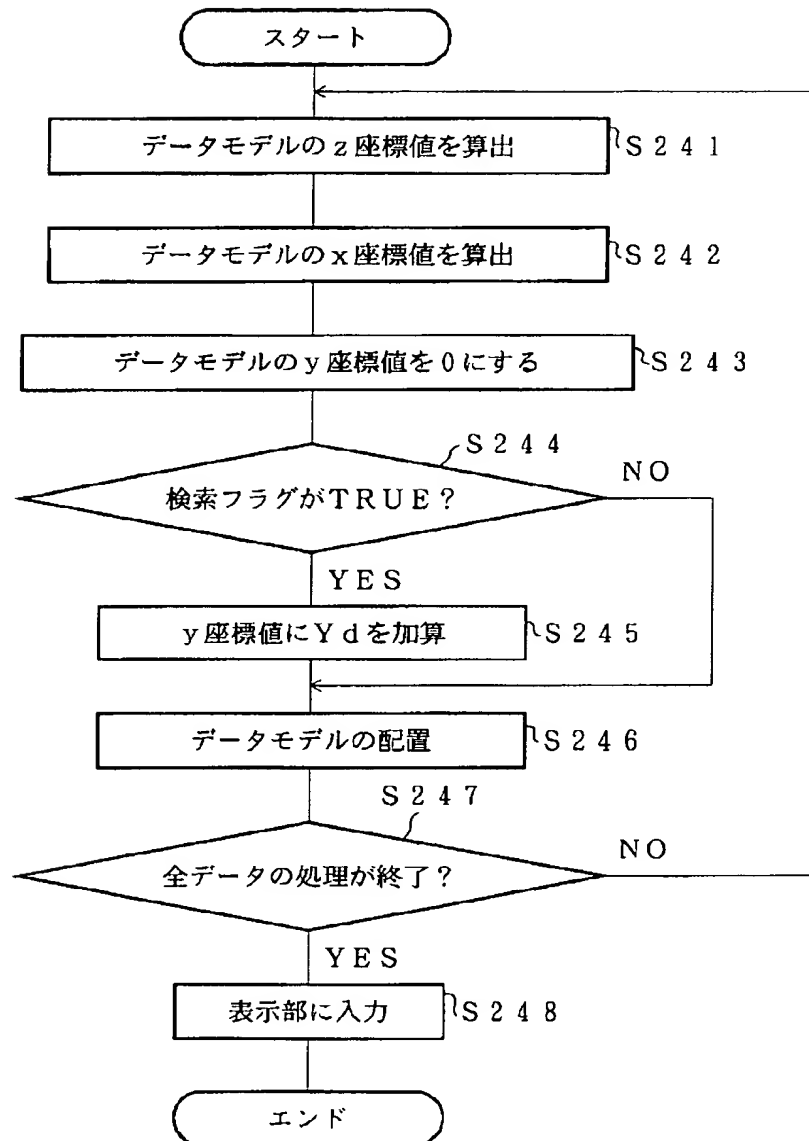 スタート
データモデルのz座標値を算出
S241
データモデルのx座標値を算出
S242
データモデルのy座標値を0にする
S243
S244
検索フラグがTRUE?
NO
YES
y座標値にYdを加算
S245
データモデルの配置
S246
S247
全データの処理が終了?
NO
YES
表示部に入力
S248
エンド